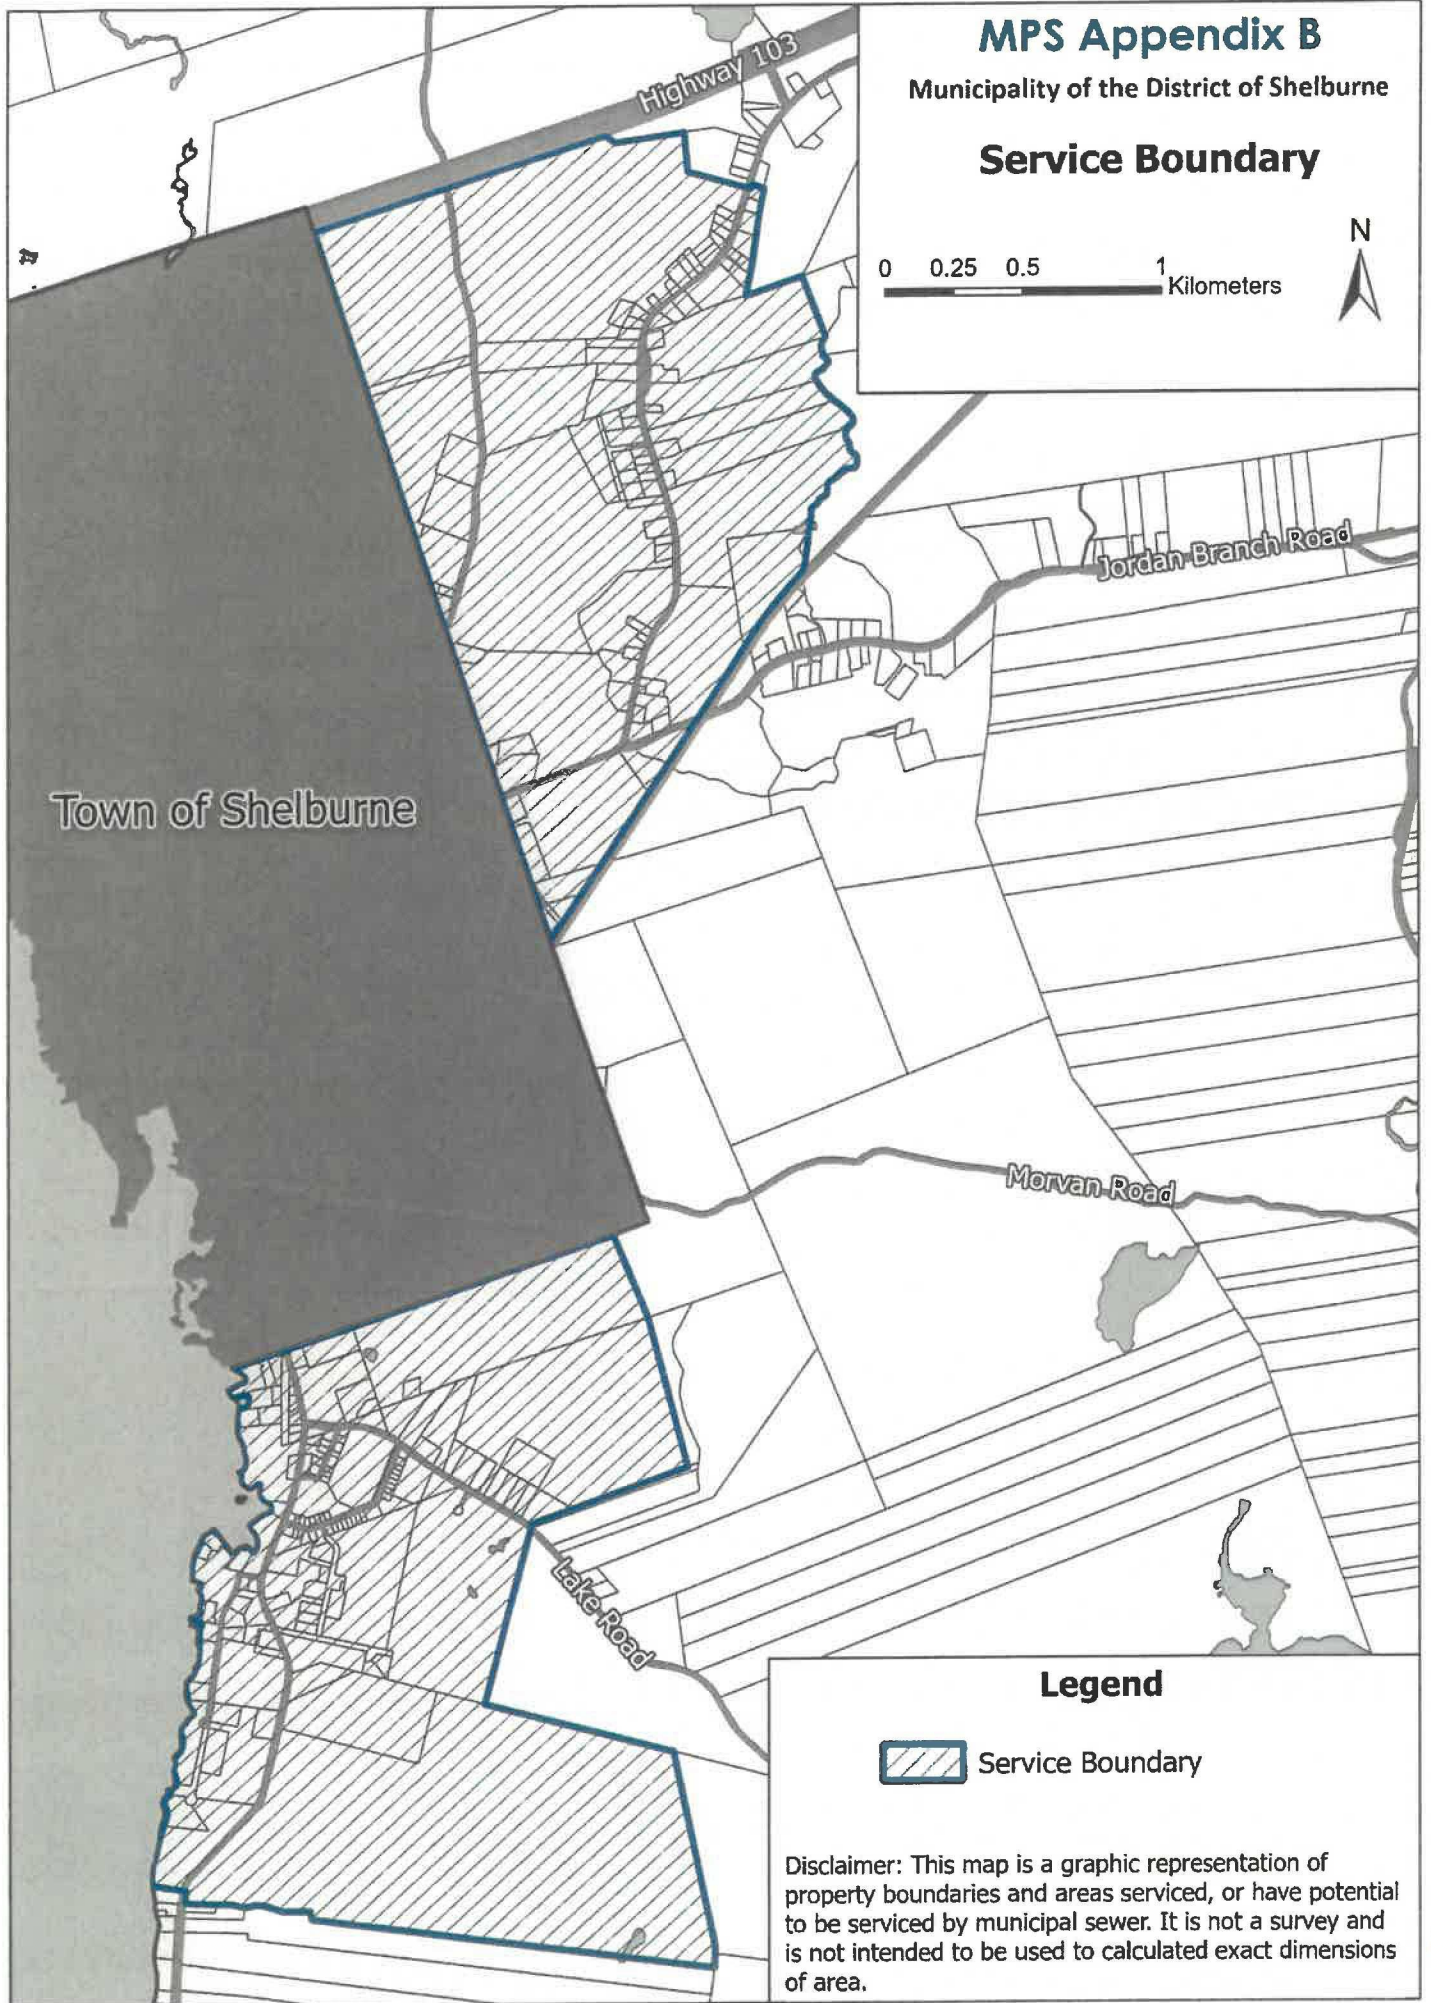 MPS Appendix B
Municipality of the District of Shelburne
Service Boundary
N
0 0.25 0.5 1
Kilometers
Highway 103
Jordan Branch Road
Town of Shelburne
Morvan Road
Lake Road
Legend
Service Boundary
Disclaimer: This map is a graphic representation of
property boundaries and areas serviced, or have potential
to be serviced by municipal sewer. It is not a survey and
is not intended to be used to calculated exact dimensions
of area.